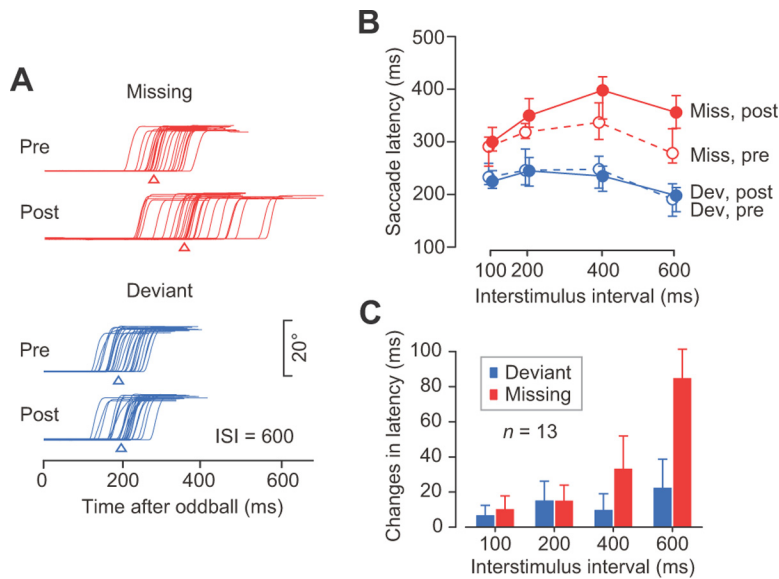 A
Missing
Pre
Post
Deviant
Pre
Post
20°
ISI = 600
0 200 400 600
Time after oddball (ms)
B
500
400
300
200
100
Saccade latency (ms)
Miss, post
Miss, pre
Dev, post
Dev, pre
100 200 400 600
Interstimulus interval (ms)
C
100
80
60
40
20
0
Changes in latency (ms)
Deviant
Missing
n = 13
100 200 400 600
Interstimulus interval (ms)